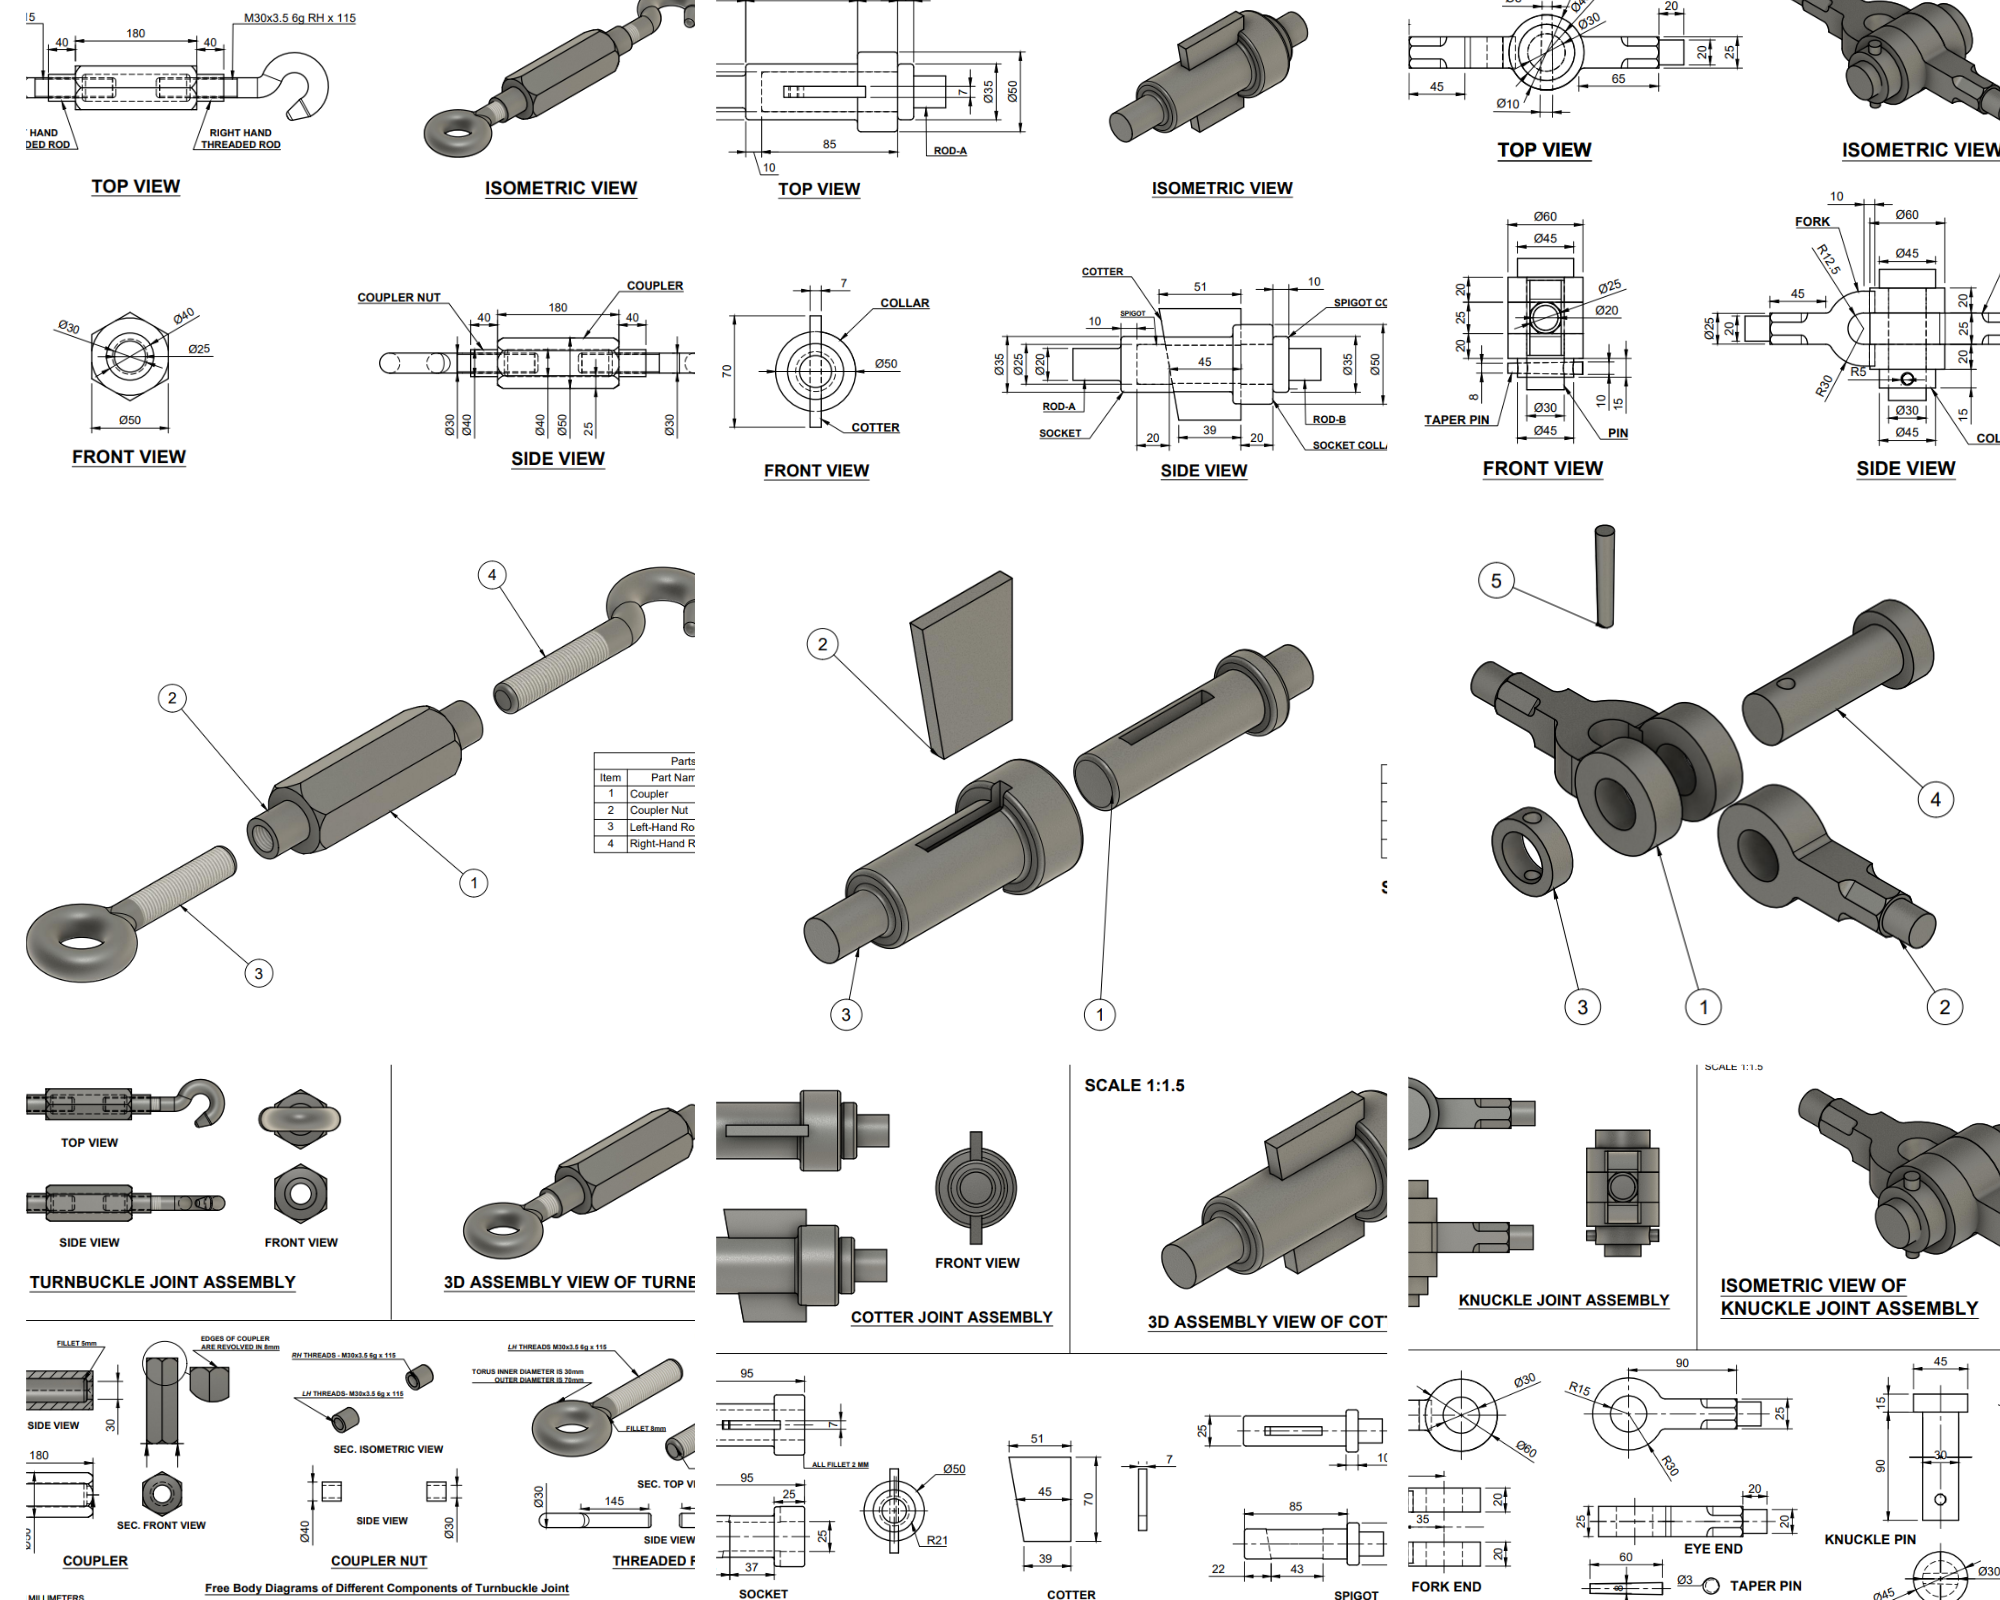 M30x3.5 6g RH x 115
180
40
40
HAND
RIGHT HAND
THREADED ROD
TOP VIEW
ISOMETRIC VIEW
Ø30
Ø40
Ø25
Ø50
FRONT VIEW
COUPLER NUT
COUPLER
180
40
40
Ø30
Ø40
Ø40
Ø50
25
Ø30
SIDE VIEW
7
Ø35
Ø50
85
10
ROD-A
TOP VIEW
ISOMETRIC VIEW
7
COLLAR
70
Ø50
COTTER
FRONT VIEW
COTTER
51
10
SPIGOT
10
Ø35
Ø25
Ø20
45
Ø35
Ø50
ROD-A
ROD-B
SOCKET
39
20
20
SOCKET COLL
SIDE VIEW
Ø30
20
20
25
45
65
Ø10
TOP VIEW
ISOMETRIC VIEW
Ø60
Ø45
20
25
20
Ø25
Ø20
8
10
15
TAPER PIN
Ø30
Ø45
PIN
FRONT VIEW
10
FORK
Ø60
R12.5
Ø45
45
Ø25
20
20
25
20
R5
R30
15
Ø30
Ø45
SIDE VIEW
4
2
1
3
Parts
Item
1 Coupler
2 Coupler Nut
3 Left-Hand
4 Right-Hand
2
3
1
5
4
3
1
2
TOP VIEW
SIDE VIEW
FRONT VIEW
TURNBUCKLE JOINT ASSEMBLY
3D ASSEMBLY VIEW OF
FRONT VIEW
COTTER JOINT ASSEMBLY
SCALE 1:1.5
3D ASSEMBLY VIEW OF
KNUCKLE JOINT ASSEMBLY
SCALE 1:1.5
ISOMETRIC VIEW OF
KNUCKLE JOINT ASSEMBLY
FILLET 5mm
EDGES OF COUPLER
ARE REVOLVED IN 8mm
SIDE VIEW
30
180
SEC. FRONT VIEW
COUPLER
RH THREADS - M30x3.5 6g x 115
LH THREADS- M30x3.5 6g x 115
SEC. ISOMETRIC VIEW
Ø40
SIDE VIEW
Ø30
COUPLER NUT
LH THREADS M30x3.5 6g x 115
TORUS INNER DIAMETER IS 30mm
OUTER DIAMETER IS 70mm
FILLET 8mm
SEC. TOP
Ø30
145
SIDE VIEW
THREADED
Free Body Diagrams of Different Components of Turnbuckle Joint
MILLIMETERS
95
7
ALL FILLET 2 MM
95
25
25
37
SOCKET
Ø50
R21
51
45
70
39
7
COTTER
25
85
22
43
SPIGOT
Ø30
Ø60
20
35
20
FORK END
90
R15
25
R30
20
25
20
EYE END
60
8
Ø3
TAPER PIN
45
15
90
30
KNUCKLE PIN
Ø45
Ø30